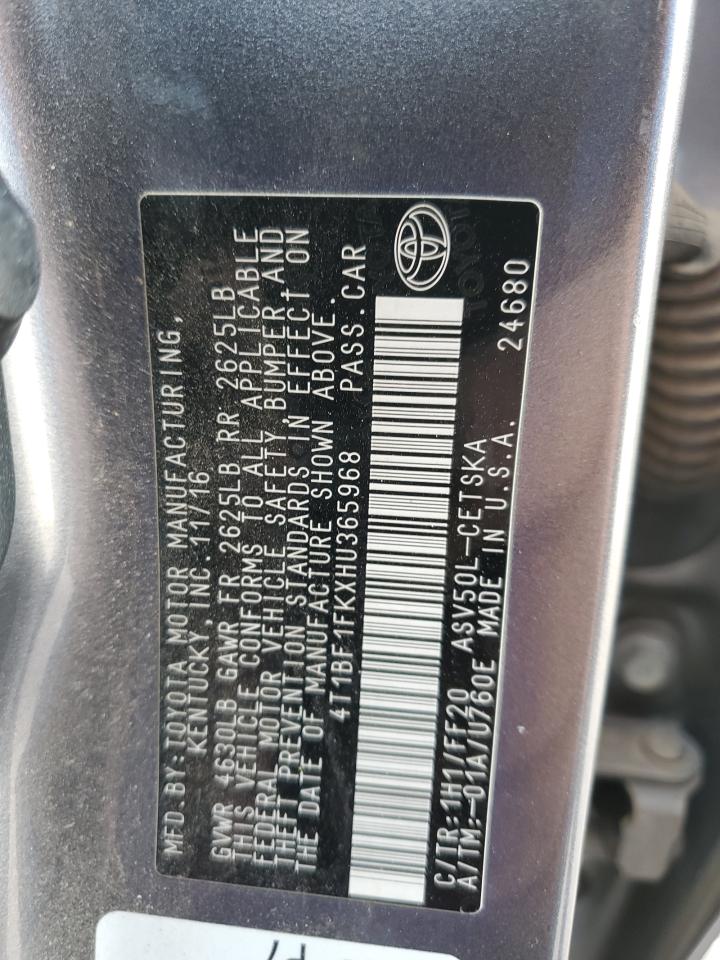 MFD.BY:TOYOTA MOTOR MANUFACTURING,
KENTUCKY, INC. 11/16
GVWR 4630LB GAWR FR 2625LB RR 2625LB
THIS VEHICLE CONFORMS TO ALL APPLICABLE
FEDERAL MOTOR VEHICLE SAFETY, BUMPER, AND
THEFT PREVENTION STANDARDS IN EFFECT ON
THE DATE OF MANUFACTURE SHOWN ABOVE.
4T1BF1FKXHU365968 PASS.CAR
C/TR:1H1/FF20 ASV50L-CETSKA
A/TM:-01A/U760E MADE IN U.S.A. 24680